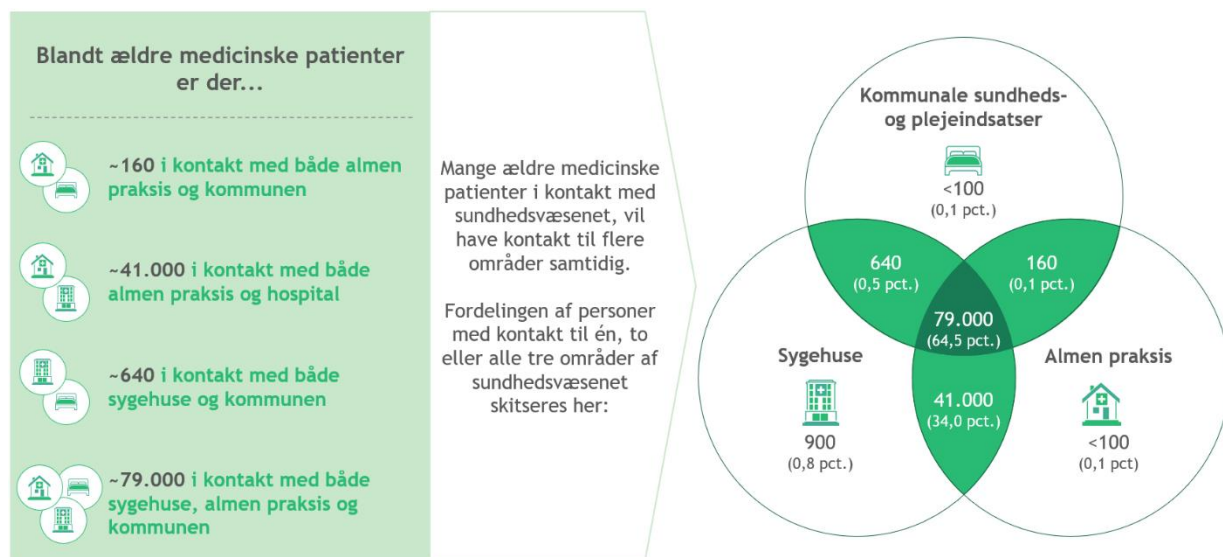 Blandt ældre medicinske patienter
er der...
~160 i kontakt med både almen
praksis og kommunen
~41.000 i kontakt med både
almen praksis og hospital
~640 i kontakt med både
sygehuse og kommunen
~79.000 i kontakt med både
sygehuse, almen praksis og
kommunen
Mange ældre medicinske
patienter i kontakt med
sundhedsvæsenet, vil
have kontakt til flere
områder samtidig.
Fordelingen af personer
med kontakt til én, to
eller alle tre områder af
sundhedsvæsenet
skitseres her:
Kommunale sundheds-
og plejeindsatser
<100
(0,1 pct.)
640
(0,5 pct.)
160
(0,1 pct.)
79.000
(64,5 pct.)
Sygehuse
900
(0,8 pct.)
41.000
(34,0 pct.)
Almen praksis
<100
(0,1 pct)